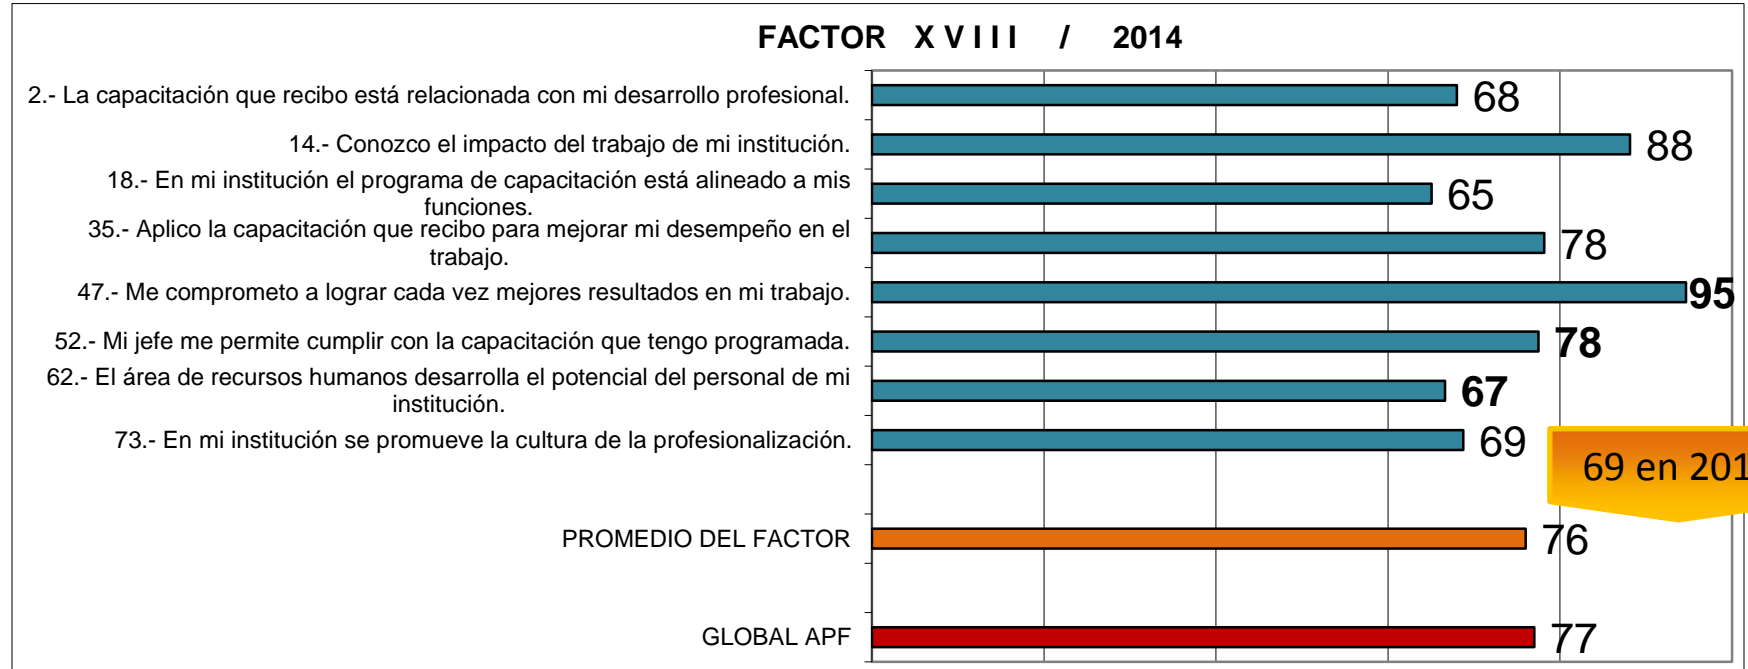 FACTOR X V I I I / 2014
2.- La capacitación que recibo está relacionada con mi desarrollo profesional.
68
14.- Conozco el impacto del trabajo de mi institución.
88
18.- En mi institución el programa de capacitación está alineado a mis
funciones.
65
35.- Aplico la capacitación que recibo para mejorar mi desempeño en el
trabajo.
78
47.- Me comprometo a lograr cada vez mejores resultados en mi trabajo.
95
52.- Mi jefe me permite cumplir con la capacitación que tengo programada.
78
62.- El área de recursos humanos desarrolla el potencial del personal de mi
institución.
67
73.- En mi institución se promueve la cultura de la profesionalización.
69
69 en 201
PROMEDIO DEL FACTOR
76
GLOBAL APF
77